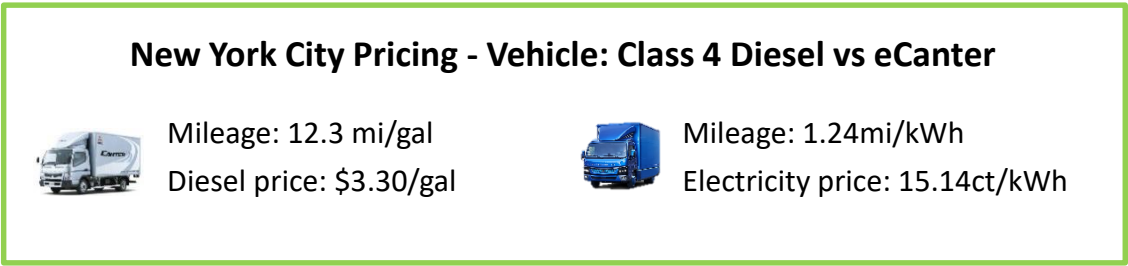 New York City Pricing - Vehicle: Class 4 Diesel vs eCanter
Mileage: 12.3 mi/gal
Diesel price: $3.30/gal
Mileage: 1.24mi/kWh
Electricity price: 15.14ct/kWh